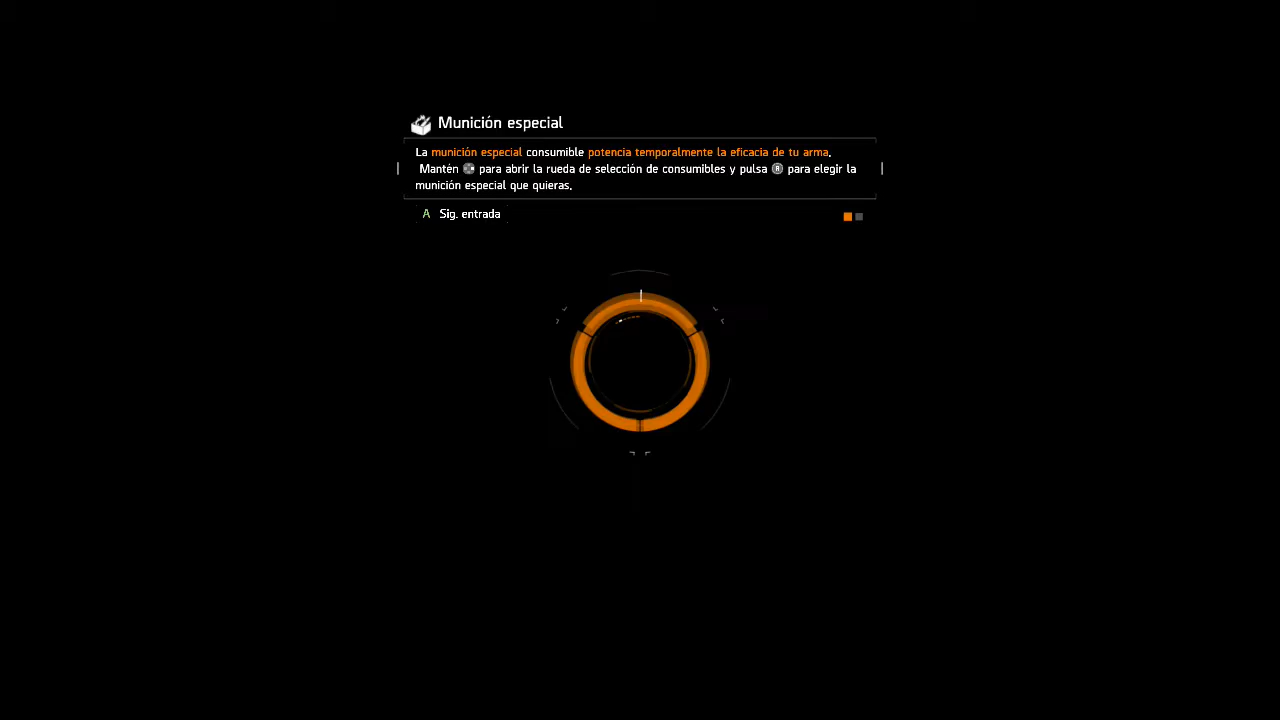 Munición especial
La munición especial consumible potencia temporalmente la eficacia de tu arma.
Mantén para abrir la rueda de selección de consumibles y pulsa R para elegir la
munición especial que quieras.
A Sig. entrada